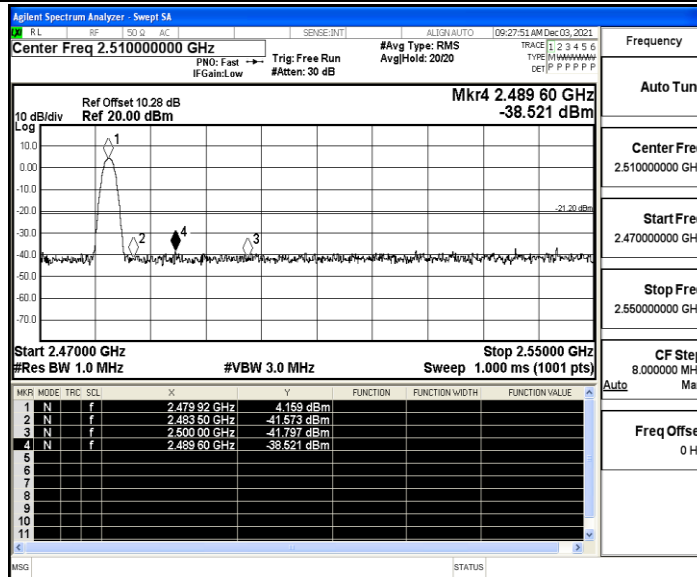 Agilent Spectrum Analyzer - Swept SA
RL RF 50 Ω AC SENSE:INT ALIGN AUTO 09:27:51 AM Dec 03, 2021
Center Freq 2.510000000 GHz
#Avg Type: RMS
TRACE 1 2 3 4 5 6
PNO: Fast Trig: Free Run Avg|Hold: 20/20
TYPE M W W W W W
IFGain:Low #Atten: 30 dB
DET P P P P P P
Ref Offset 10.28 dB
Mkr4 2.489 60 GHz
10 dB/div Ref 20.00 dBm
-38.521 dBm
Log
10.0
0.00
-10.0
-20.0
-30.0
-40.0
-50.0
-60.0
-70.0
1
2
4
3
-21.20 dBm
Start 2.47000 GHz Stop 2.55000 GHz
#Res BW 1.0 MHz #VBW 3.0 MHz Sweep 1.000 ms (1001 pts)
MKR MODE TRC SCL X Y FUNCTION FUNCTION WIDTH FUNCTION VALUE
1 N f 2.479 92 GHz 4.159 dBm
2 N f 2.483 50 GHz -41.573 dBm
3 N f 2.500 00 GHz -41.797 dBm
4 N f 2.489 60 GHz -38.521 dBm
5
6
7
8
9
10
11
MSG STATUS
Frequency
Auto Tun
Center Fre
2.510000000 GH
Start Fre
2.470000000 GH
Stop Fre
2.550000000 GH
CF Step
8.000000 MH
Auto Ma
Freq Offse
0 H